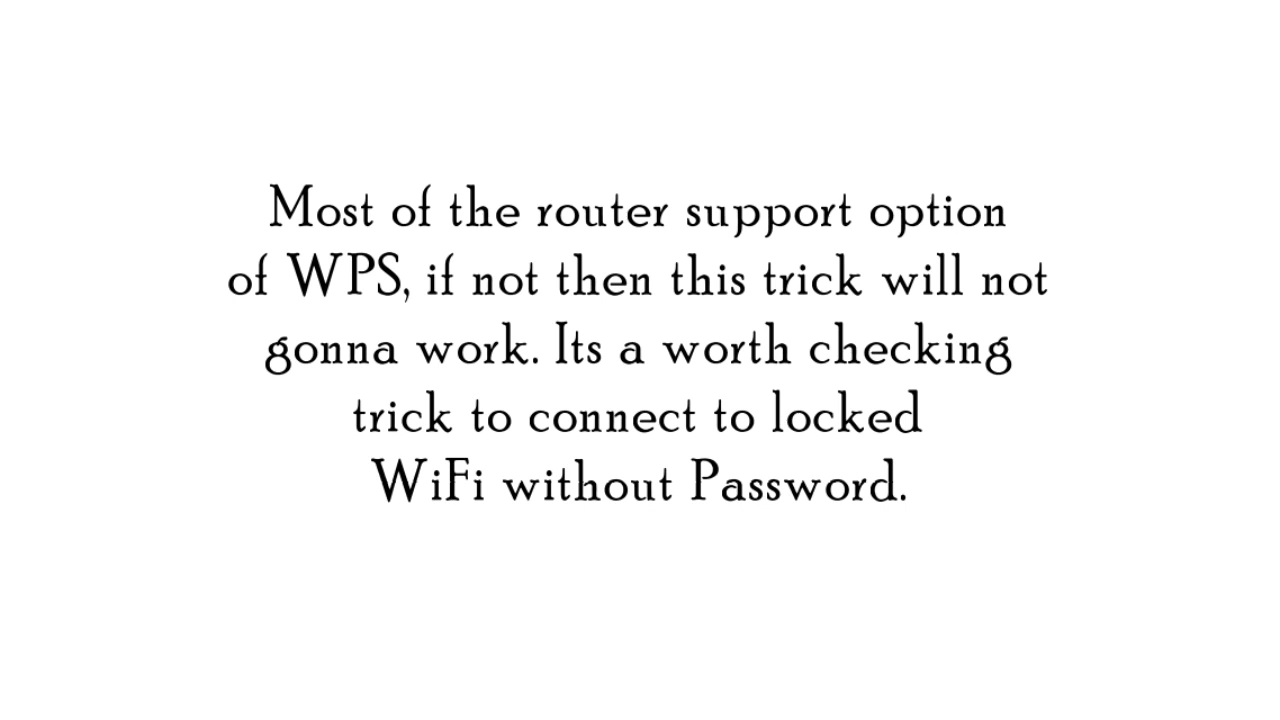 Most of the router support option
of WPS, if not then this trick will not
gonna work. Its a worth checking
trick to connect to locked
WiFi without Password.